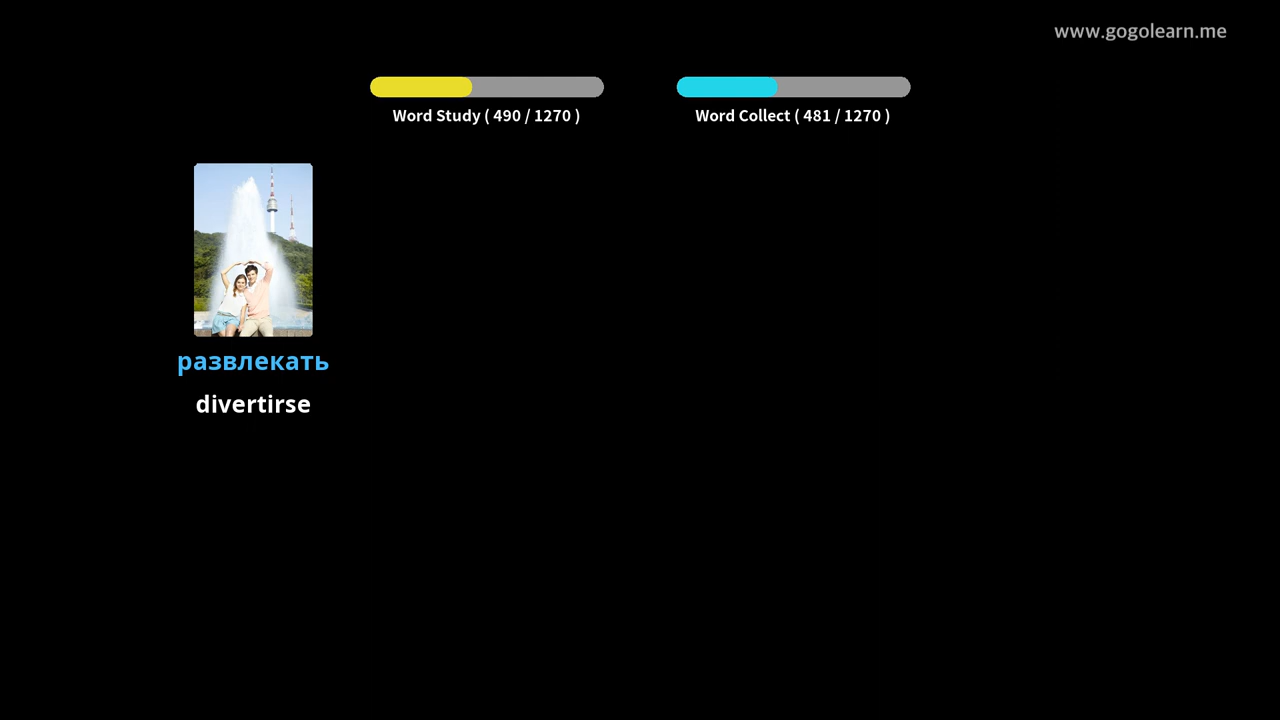 www.gogolearn.me
Word Study ( 490 / 1270 )
Word Collect ( 481 / 1270 )
развлекать
divertirse